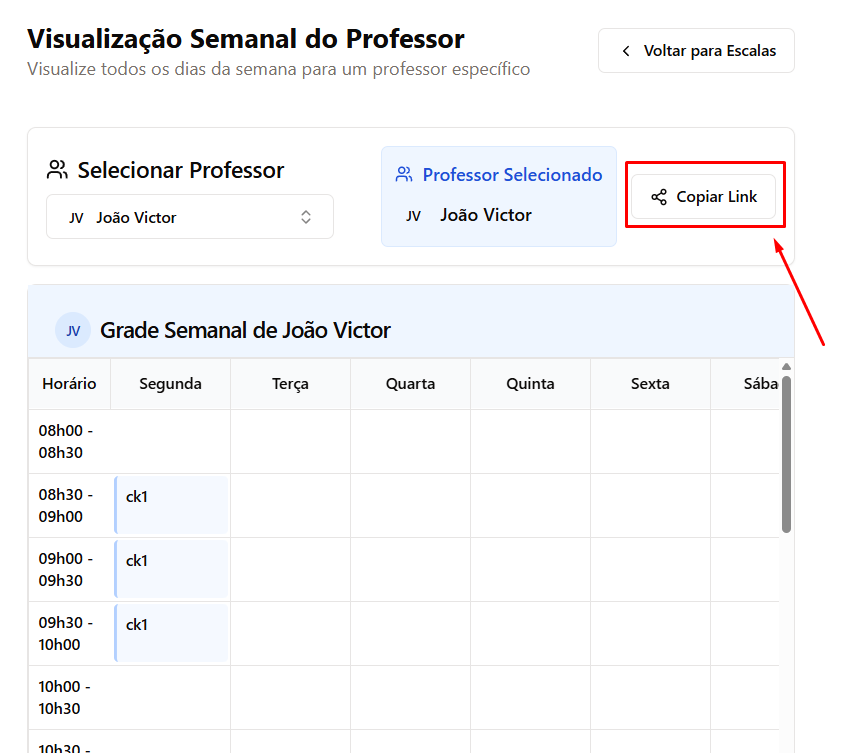 Visualização Semanal do Professor
Visualize todos os dias da semana para um professor específico
Voltar para Escalas
Selecionar Professor
JV João Victor
Professor Selecionado
JV João Victor
Copiar Link
JV Grade Semanal de João Victor
Horário Segunda Terça Quarta Quinta Sexta Sába
08h00 -
08h30
08h30 -
09h00
ck1
09h00 -
09h30
ck1
09h30 -
10h00
ck1
10h00 -
10h30
10h30 -